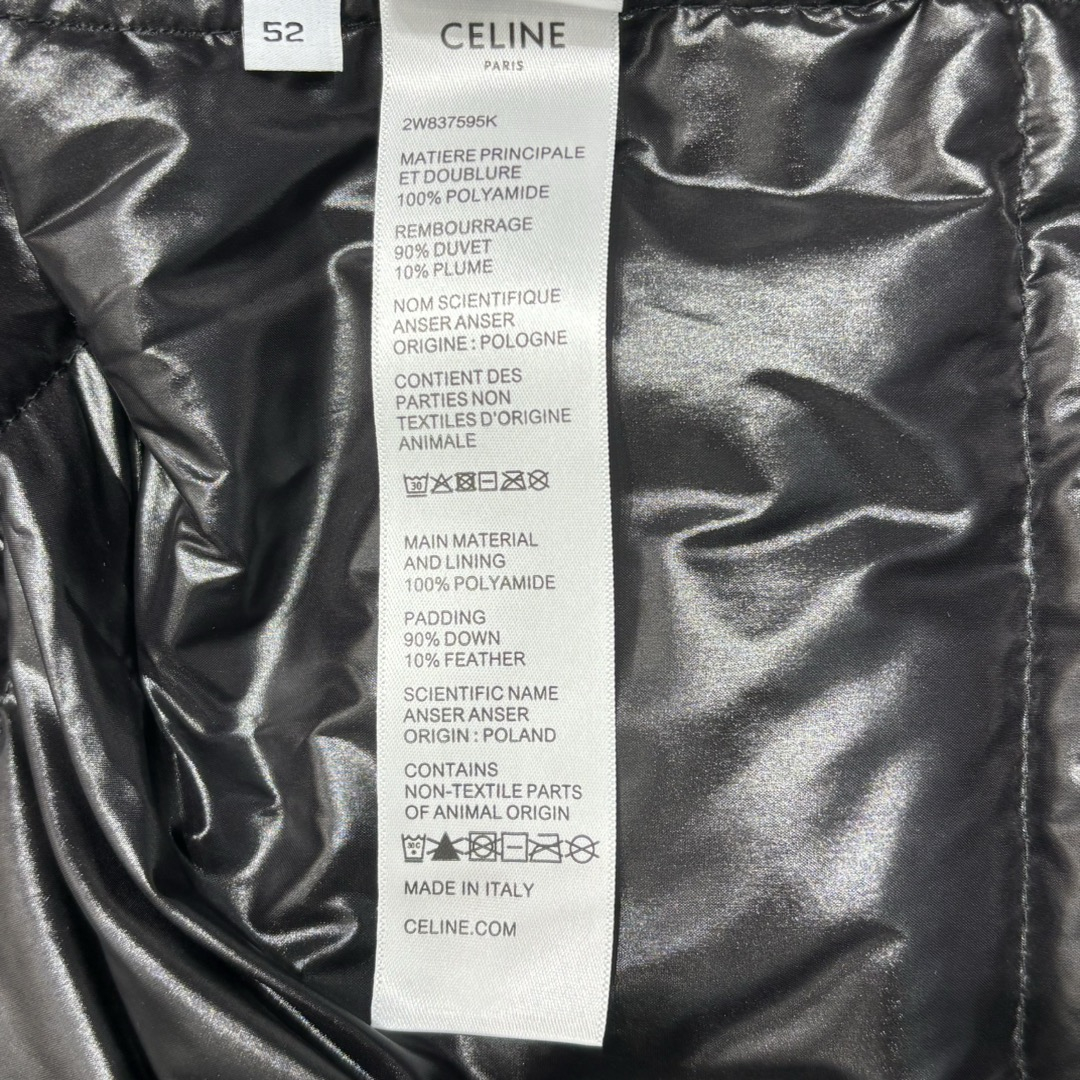 52
CELINE
PARIS
2W837595K
MATIERE PRINCIPALE
ET DOUBLURE
100% POLYAMIDE
REMBOURRAGE
90% DUVET
10% PLUME
NOM SCIENTIFIQUE
ANSER ANSER
ORIGINE : POLOGNE
CONTIENT DES
PARTIES NON
TEXTILES D'ORIGINE
ANIMALE
30
MAIN MATERIAL
AND LINING
100% POLYAMIDE
PADDING
90% DOWN
10% FEATHER
SCIENTIFIC NAME
ANSER ANSER
ORIGIN : POLAND
CONTAINS
NON-TEXTILE PARTS
OF ANIMAL ORIGIN
30 C
MADE IN ITALY
CELINE.COM